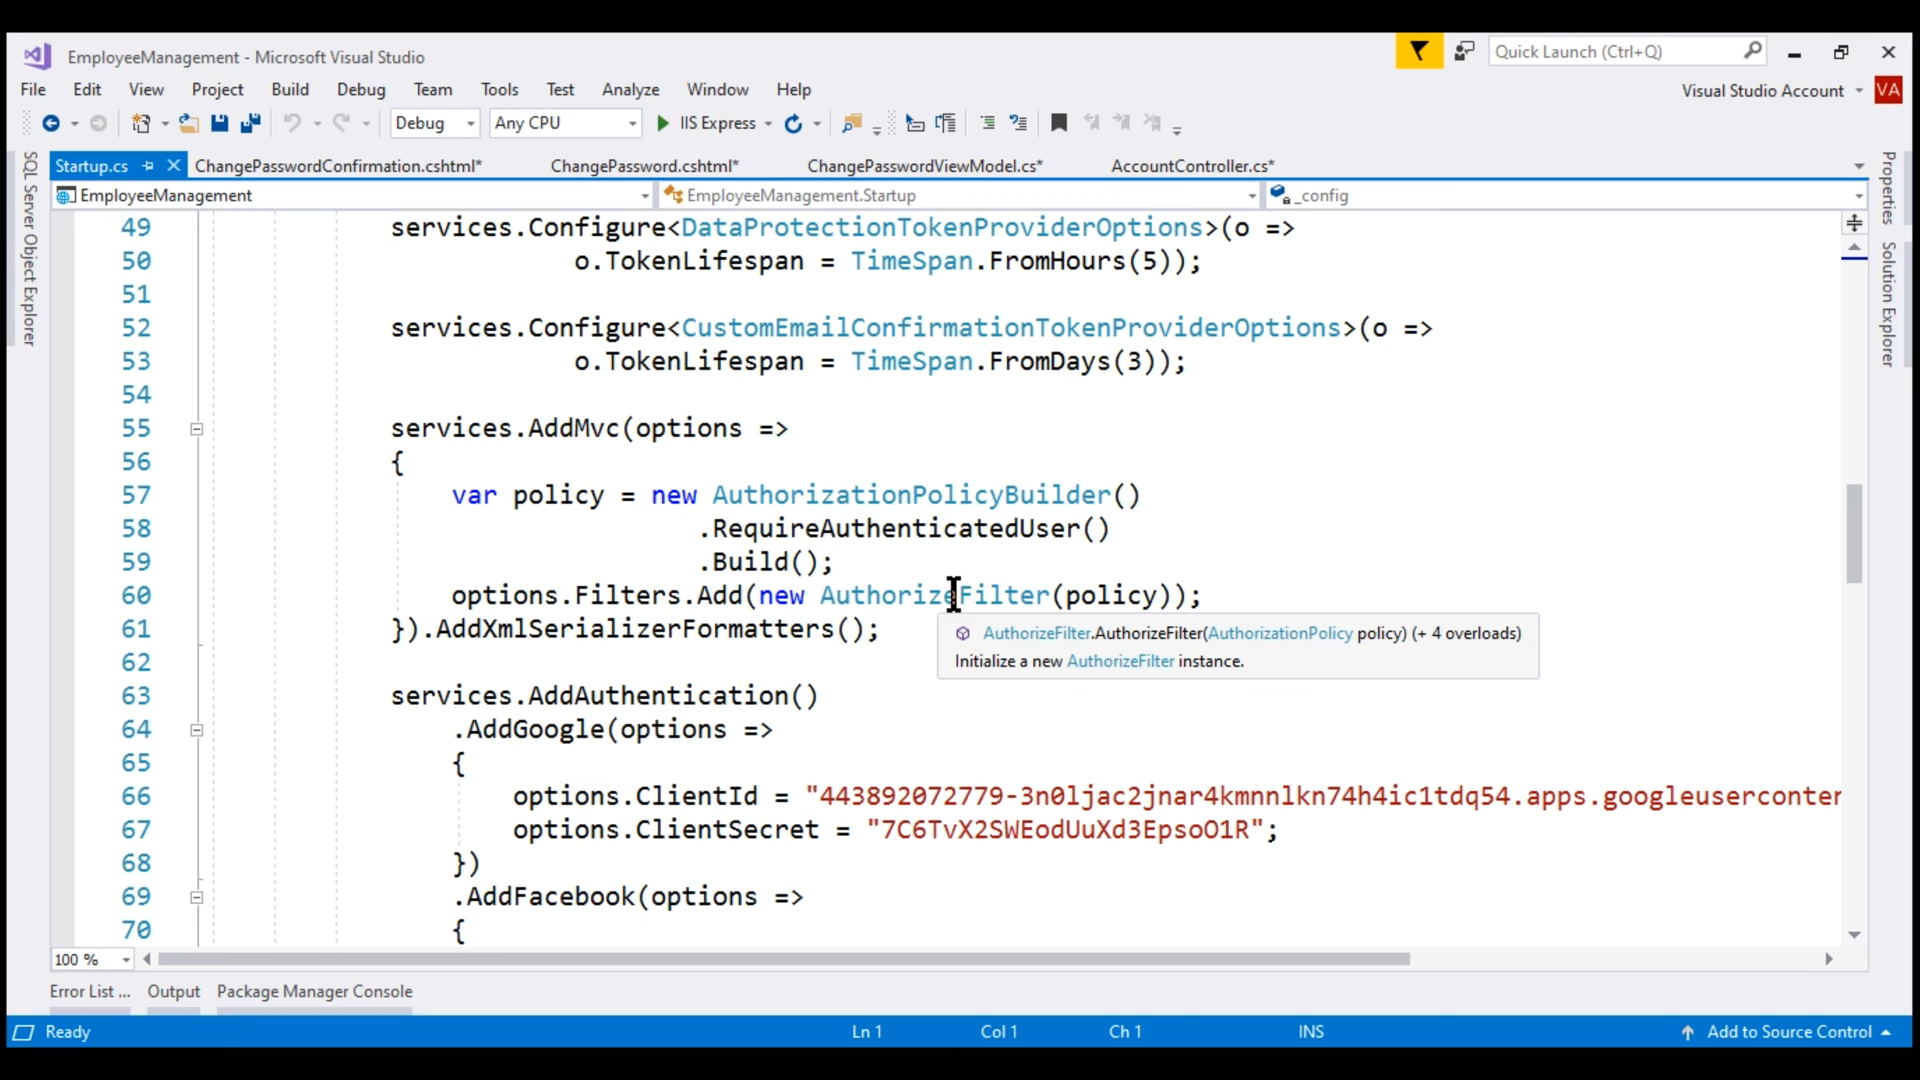 EmployeeManagement - Microsoft Visual Studio
Quick Launch (Ctrl+Q)
File Edit View Project Build Debug Team Tools Test Analyze Window Help
Visual Studio Account VA
Debug Any CPU IIS Express
Startup.cs ChangePasswordConfirmation.cshtml* ChangePassword.cshtml* ChangePasswordViewModel.cs* AccountController.cs*
EmployeeManagement EmployeeManagement.Startup _config
SQL Server Object Explorer
Properties
Solution Explorer
49 services.Configure<DataProtectionTokenProviderOptions>(o =>
50 o.TokenLifespan = TimeSpan.FromHours(5));
51
52 services.Configure<CustomEmailConfirmationTokenProviderOptions>(o =>
53 o.TokenLifespan = TimeSpan.FromDays(3));
54
55 services.AddMvc(options =>
56 {
57 var policy = new AuthorizationPolicyBuilder()
58 .RequireAuthenticatedUser()
59 .Build();
60 options.Filters.Add(new AuthorizeFilter(policy));
61 }).AddXmlSerializerFormatters();
AuthorizeFilter.AuthorizeFilter(AuthorizationPolicy policy) (+ 4 overloads)
Initialize a new AuthorizeFilter instance.
62
63 services.AddAuthentication()
64 .AddGoogle(options =>
65 {
66 options.ClientId = "443892072779-3n0ljac2jnar4kmnnlkn74h4ic1tdq54.apps.googleuserconter
67 options.ClientSecret = "7C6TvX2SWEodUuXd3EpsoO1R";
68 })
69 .AddFacebook(options =>
70 {
100 %
Error List ... Output Package Manager Console
Ready Ln 1 Col 1 Ch 1 INS Add to Source Control